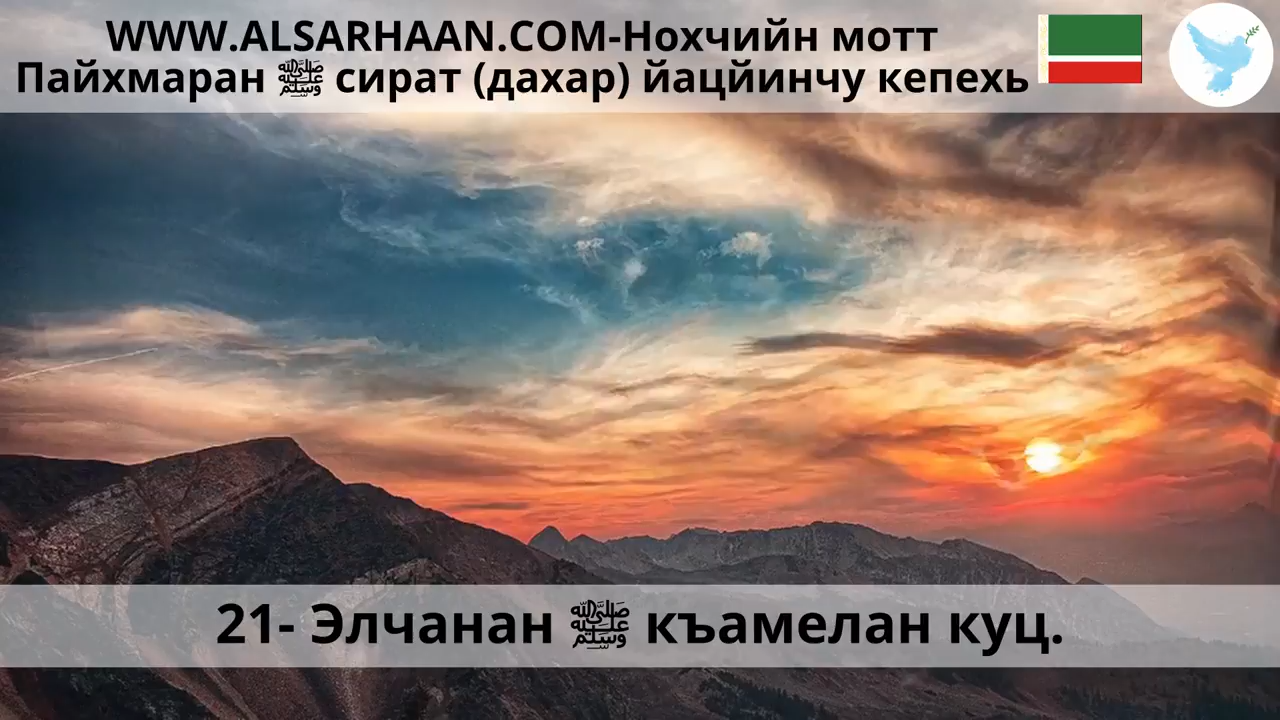 WWW.ALSARHAAN.COM-Нохчийн мотт
Пайхмаран ﷺ сират (дахар) йацйинчу кепехь
21- Элчанан ﷺ къамелан куц.